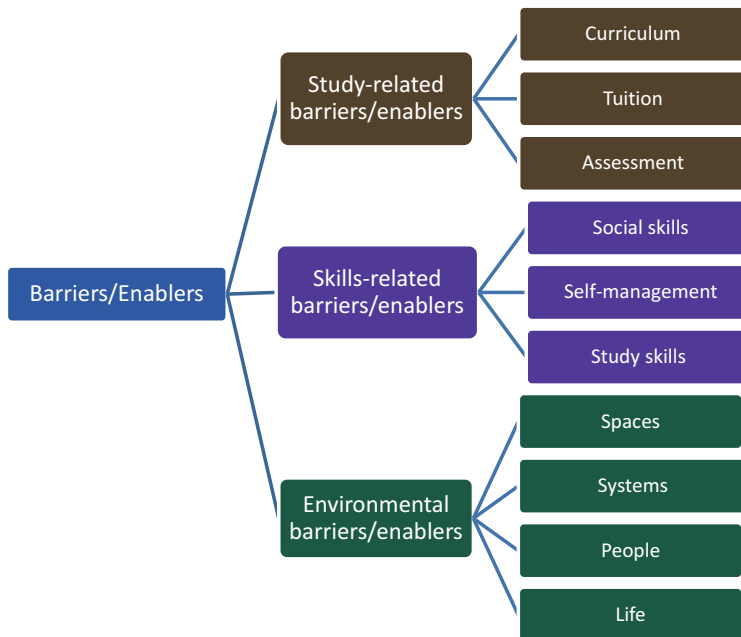 Barriers/Enablers
Study-related
barriers/enablers
Curriculum
Tuition
Assessment
Skills-related
barriers/enablers
Social skills
Self-management
Study skills
Environmental
barriers/enablers
Spaces
Systems
People
Life